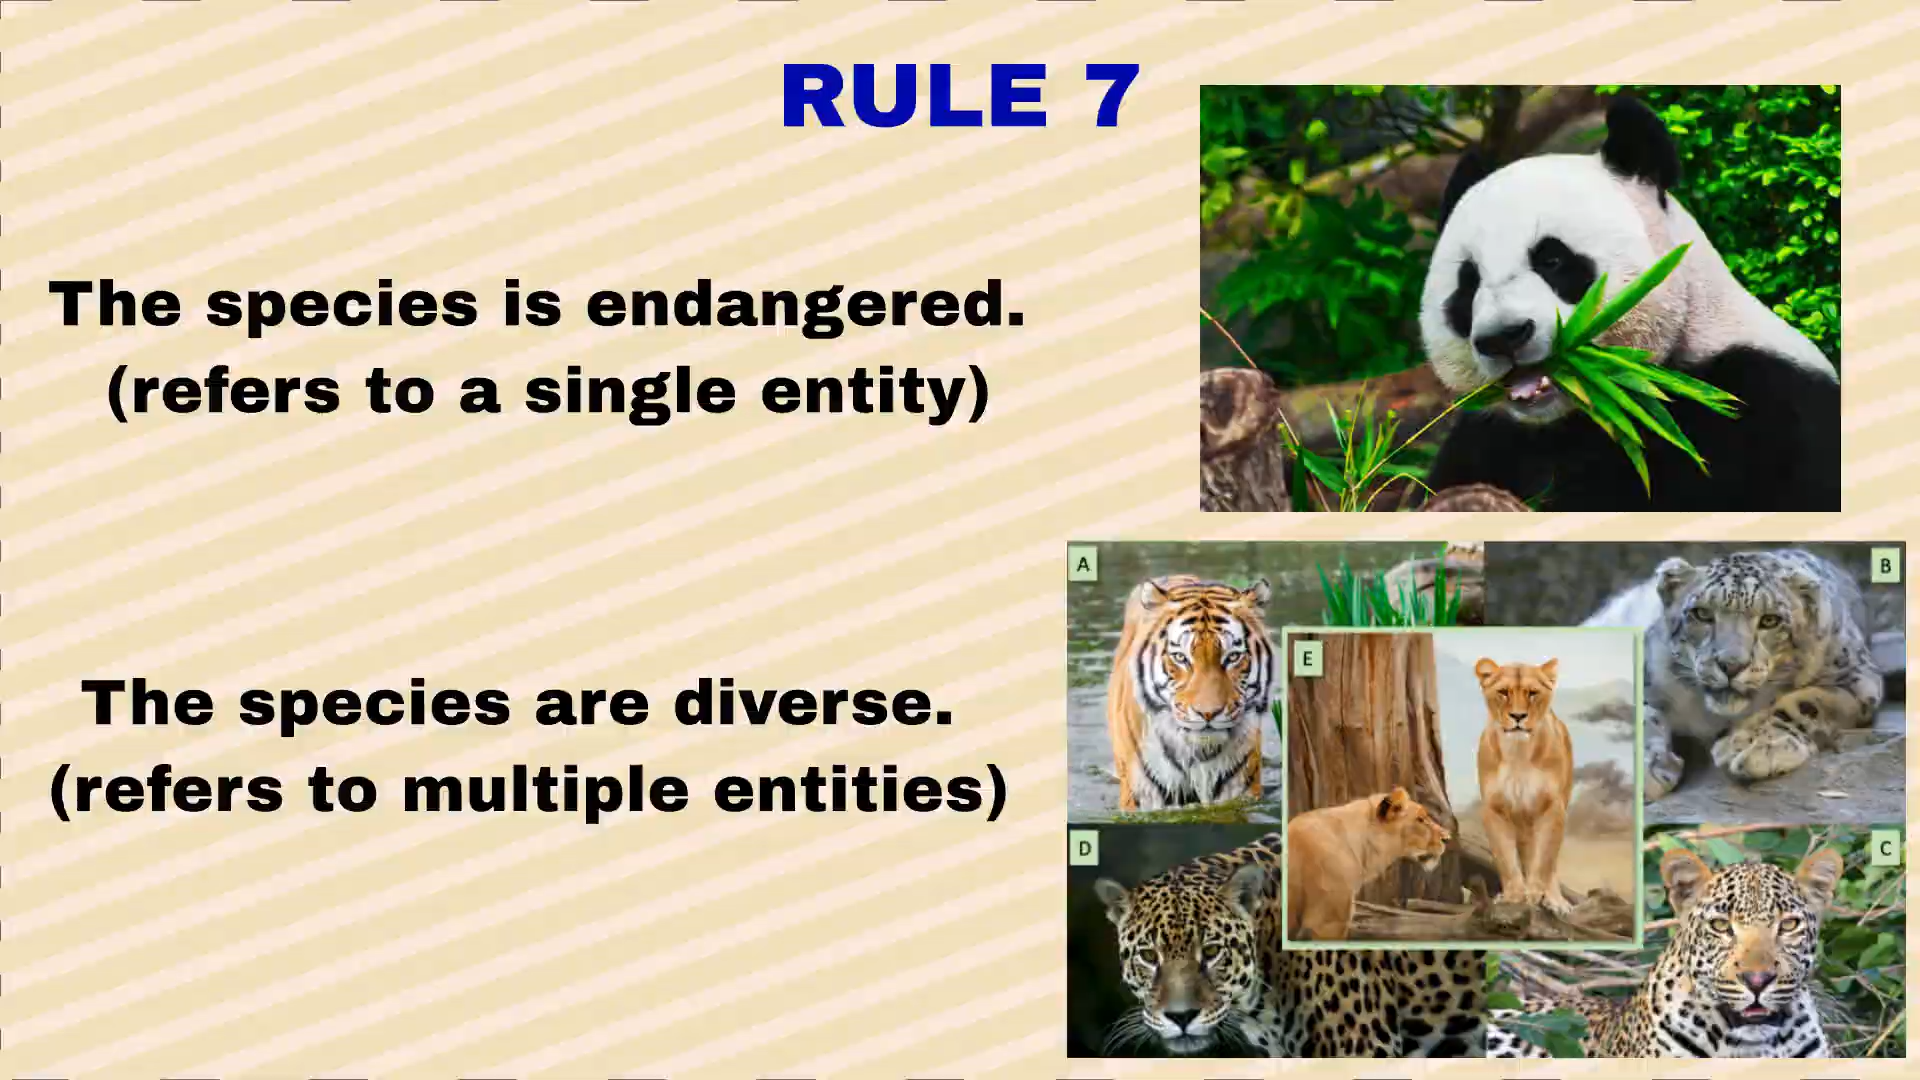 RULE 7
The species is endangered.
(refers to a single entity)
The species are diverse.
(refers to multiple entities)
A
B
E
D
C